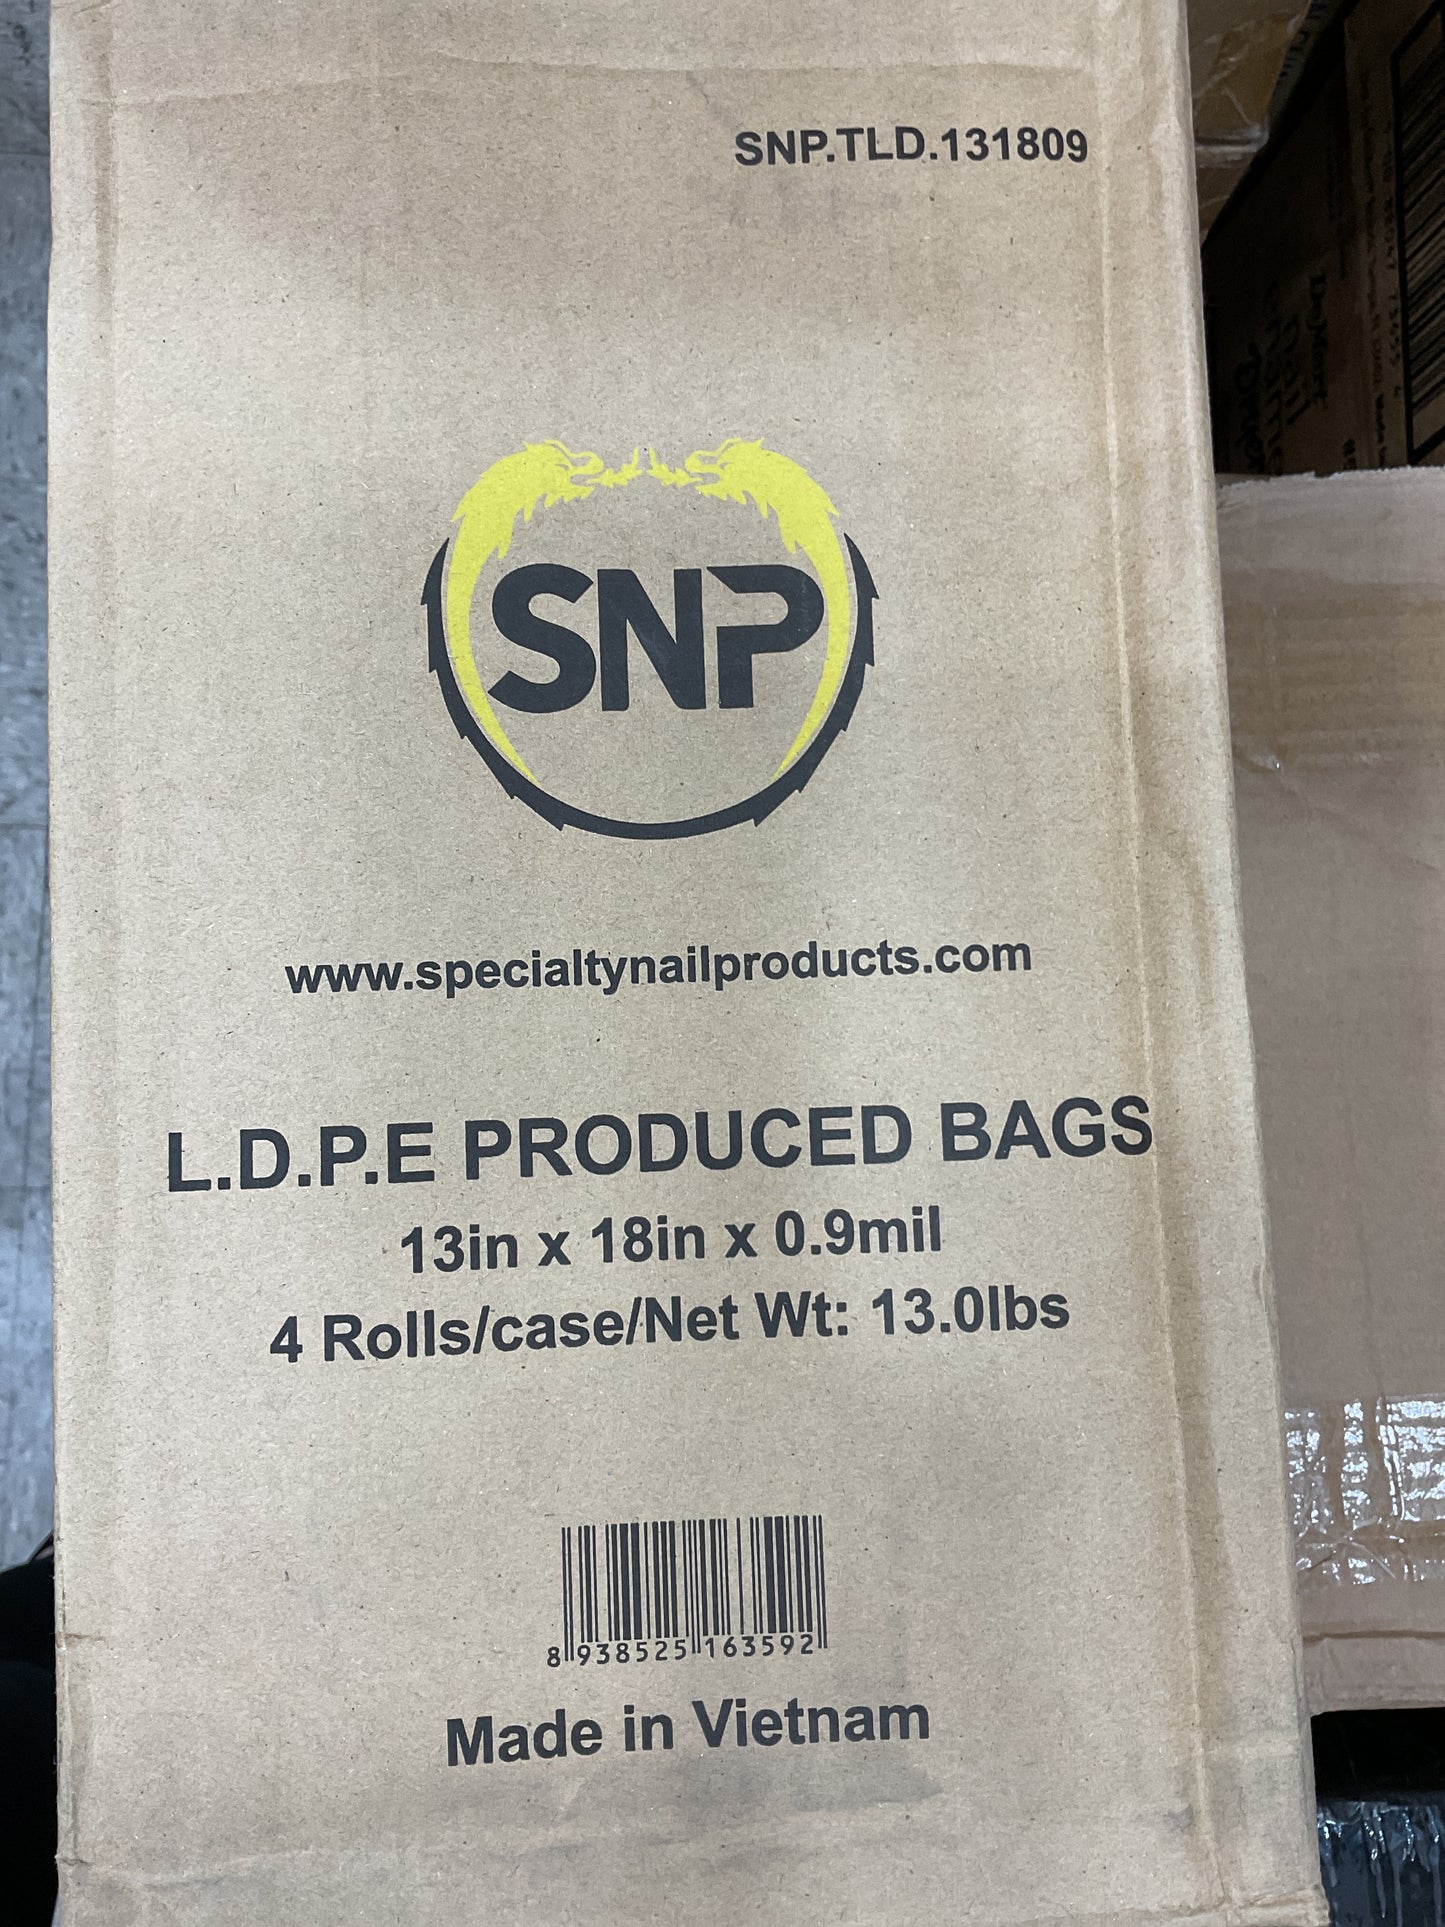 SNP.TLD.131809
SNP
www.specialtynailproducts.com
L.D.P.E PRODUCED BAGS
13in x 18in x 0.9mil
4 Rolls/case/Net Wt: 13.0lbs
8 938525 163592
Made in Vietnam